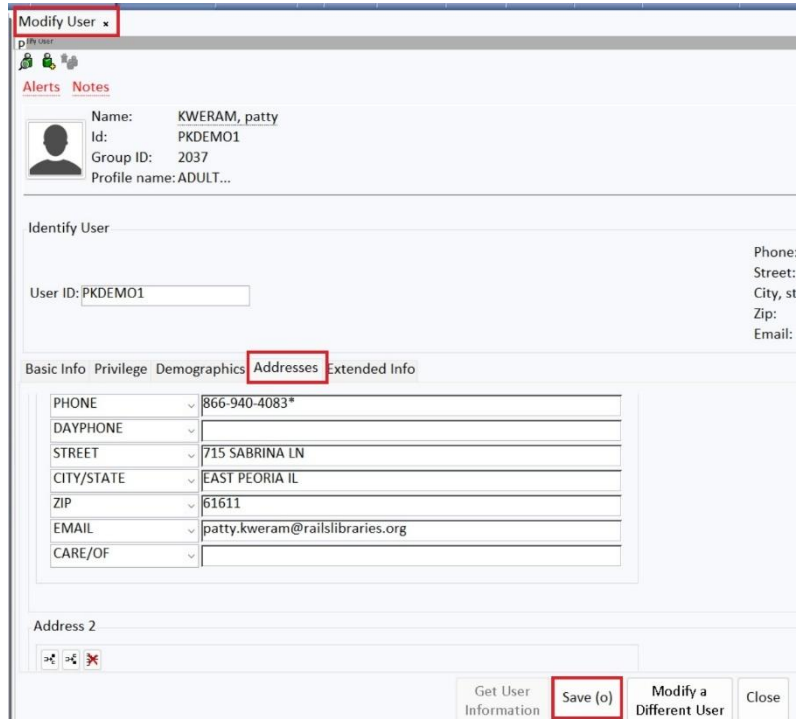 Modify User x
Alerts Notes
Name: KWERAM, patty
Id: PKDEMO1
Group ID: 2037
Profile name: ADULT...
Identify User
Phone:
Street:
User ID: PKDEMO1
City, st
Zip:
Email:
Basic Info Privilege Demographics Addresses Extended Info
PHONE 866-940-4083*
DAYPHONE
STREET 715 SABRINA LN
CITY/STATE EAST PEORIA IL
ZIP 61611
EMAIL patty.kweram@railslibraries.org
CARE/OF
Address 2
Get User Information
Save (o)
Modify a Different User
Close